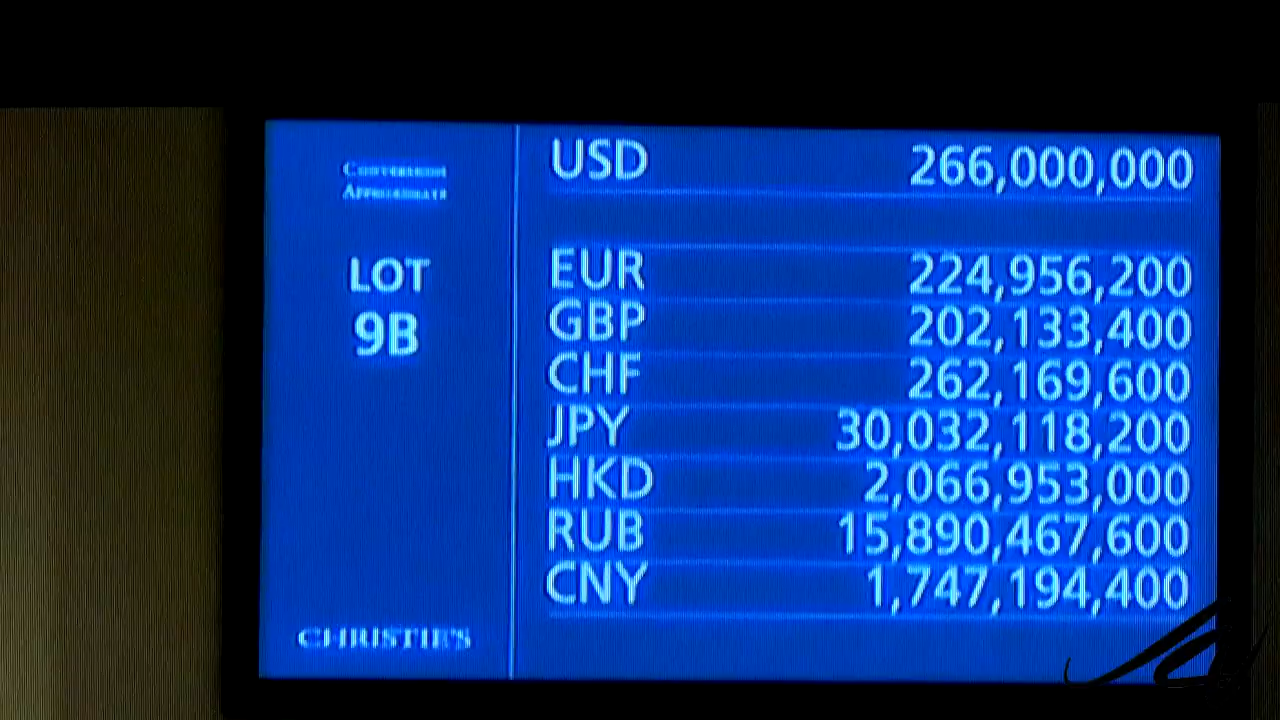 Conversions
Approximate
LOT
9B
CHRISTIE'S
USD 266,000,000
EUR 224,956,200
GBP 202,133,400
CHF 262,169,600
JPY 30,032,118,200
HKD 2,066,953,000
RUB 15,890,467,600
CNY 1,747,194,400